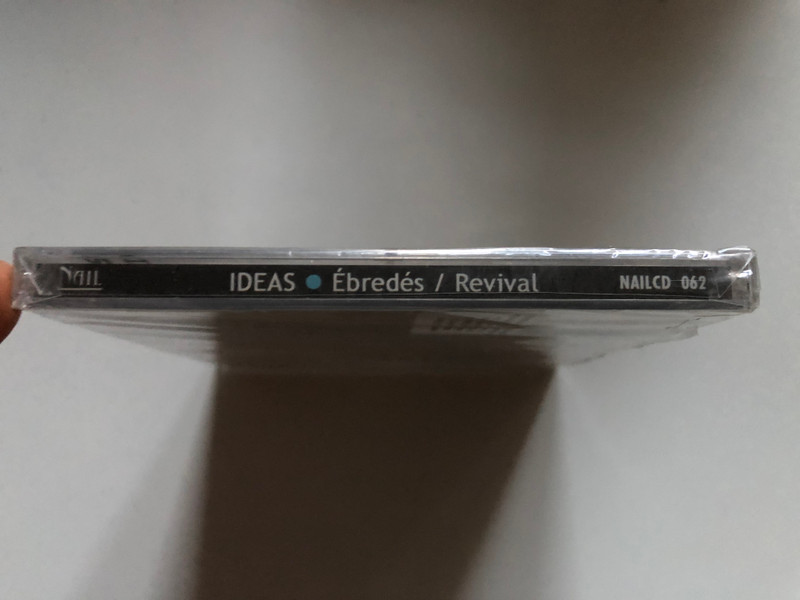 NAIL IDEAS • Ébredés / Revival NAILCD 062